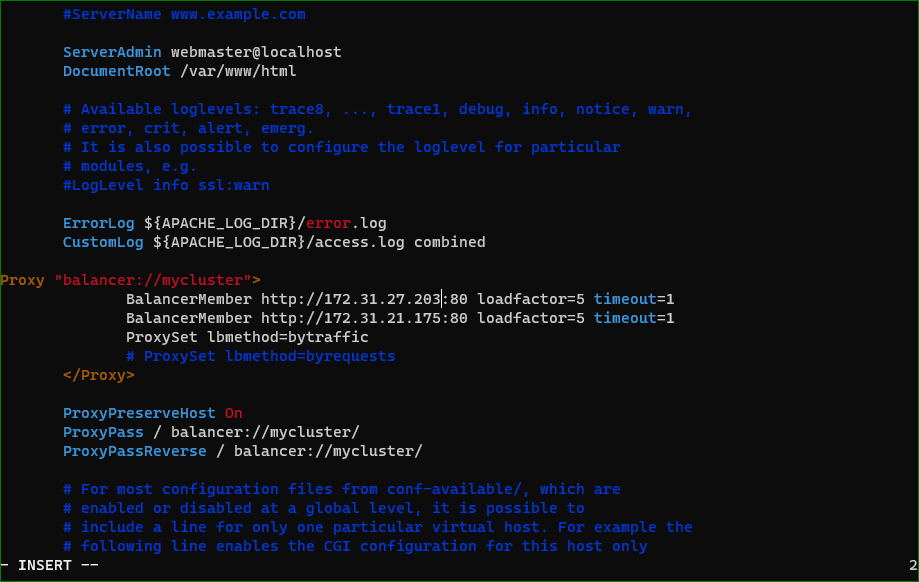 #ServerName www.example.com
ServerAdmin webmaster@localhost
DocumentRoot /var/www/html
# Available loglevels: trace8, ..., trace1, debug, info, notice, warn,
# error, crit, alert, emerg.
# It is also possible to configure the loglevel for particular
# modules, e.g.
#LogLevel info ssl:warn
ErrorLog ${APACHE_LOG_DIR}/error.log
CustomLog ${APACHE_LOG_DIR}/access.log combined
Proxy "balancer://mycluster">
BalancerMember http://172.31.27.203:80 loadfactor=5 timeout=1
BalancerMember http://172.31.21.175:80 loadfactor=5 timeout=1
ProxySet lbmethod=bytraffic
# ProxySet lbmethod=byrequests
</Proxy>
ProxyPreserveHost On
ProxyPass / balancer://mycluster/
ProxyPassReverse / balancer://mycluster/
# For most configuration files from conf-available/, which are
# enabled or disabled at a global level, it is possible to
# include a line for only one particular virtual host. For example the
# following line enables the CGI configuration for this host only
- INSERT -- 2